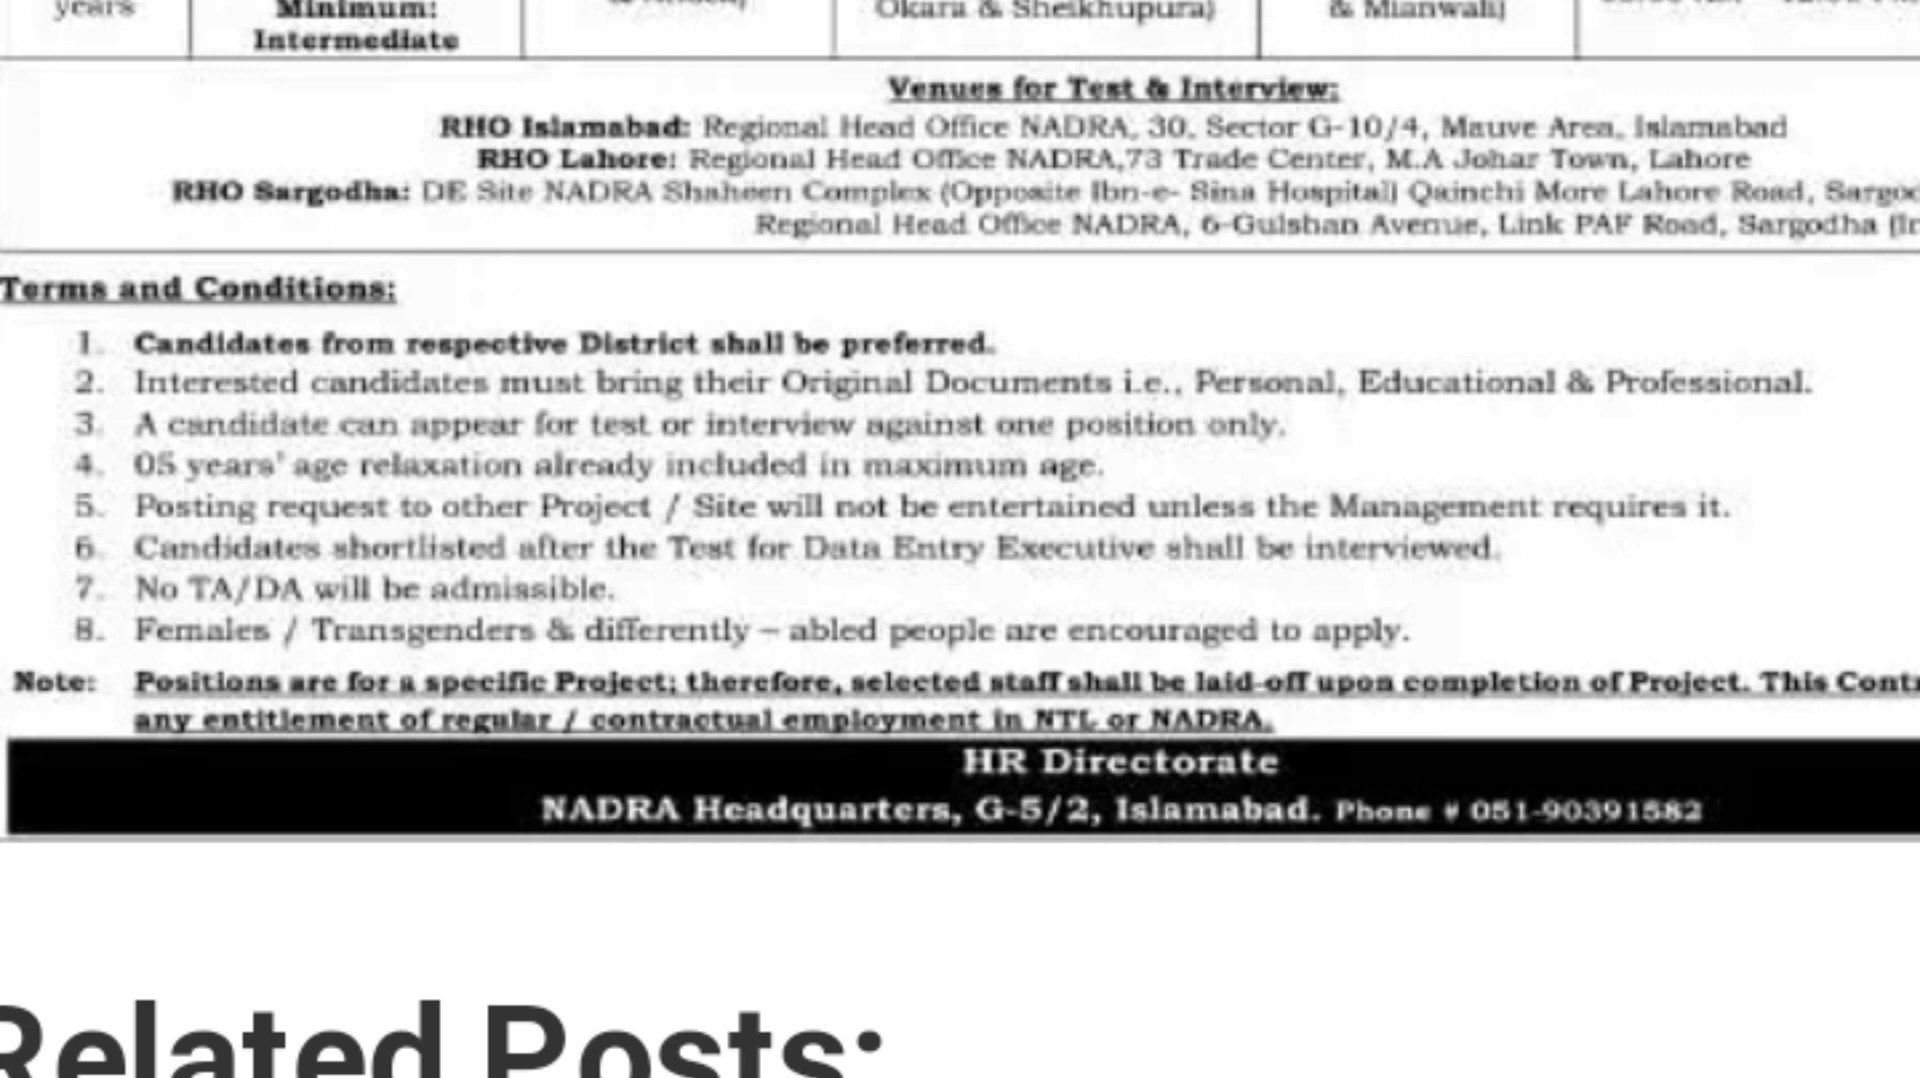 years
Minimum:
Okara & Sheikhupura)
& Mianwali)
Intermediate
Venues for Test & Interview:
RHO Islamabad: Regional Head Office NADRA, 30, Sector G-10/4, Mauve Area, Islamabad
RHO Lahore: Regional Head Office NADRA,73 Trade Center, M.A Johar Town, Lahore
RHO Sargodha: DE Site NADRA Shaheen Complex (Opposite Ibn-e- Sina Hospital) Qainchi More Lahore Road,
Regional Head Office NADRA, 6-Gulshan Avenue, Link PAF Road, Sargodha
Terms and Conditions:
1. Candidates from respective District shall be preferred.
2. Interested candidates must bring their Original Documents i.e., Personal, Educational & Professional.
3. A candidate can appear for test or interview against one position only.
4. 05 years' age relaxation already included in maximum age.
5. Posting request to other Project / Site will not be entertained unless the Management requires it.
6. Candidates shortlisted after the Test for Data Entry Executive shall be interviewed.
7. No TA/DA will be admissible.
8. Females / Transgenders & differently – abled people are encouraged to apply.
Note: Positions are for a specific Project; therefore, selected staff shall be laid-off upon completion of Project. This
any entitlement of regular / contractual employment in NTL or NADRA.
HR Directorate
NADRA Headquarters, G-5/2, Islamabad. Phone # 051-90391582
Related Posts: